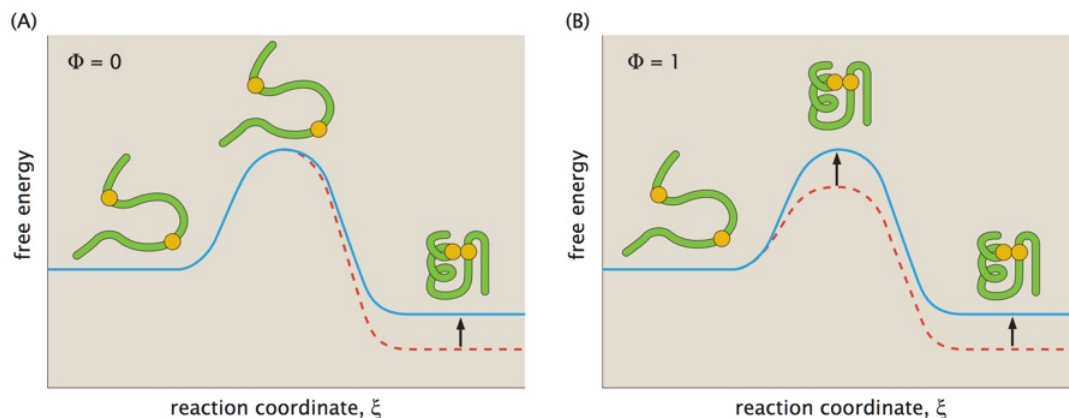 (A)
Φ = 0
free energy
reaction coordinate, ξ
(B)
Φ = 1
free energy
reaction coordinate, ξ